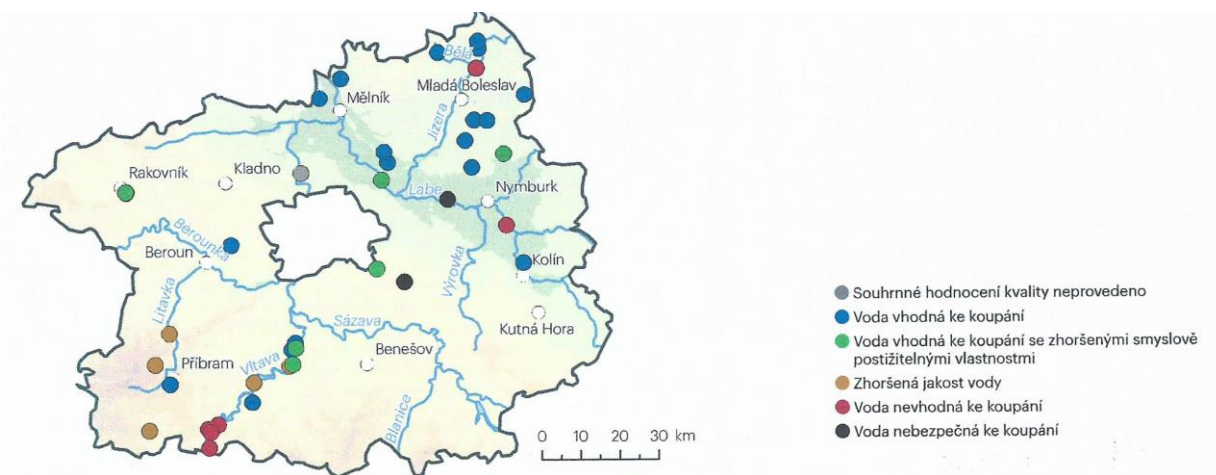 Bělá
Mladá Boleslav
Mělník
Jizera
Rakovník
Kladno
Labe
Nymburk
Berounka
Beroun
Kolín
Výrovka
Litavka
Sázava
Kutná Hora
Příbram
Vltava
Benešov
Blanice
0 10 20 30 km
Souhrnné hodnocení kvality neprovedeno
Voda vhodná ke koupání
Voda vhodná ke koupání se zhoršenými smyslově
postižitelnými vlastnostmi
Zhoršená jakost vody
Voda nevhodná ke koupání
Voda nebezpečná ke koupání